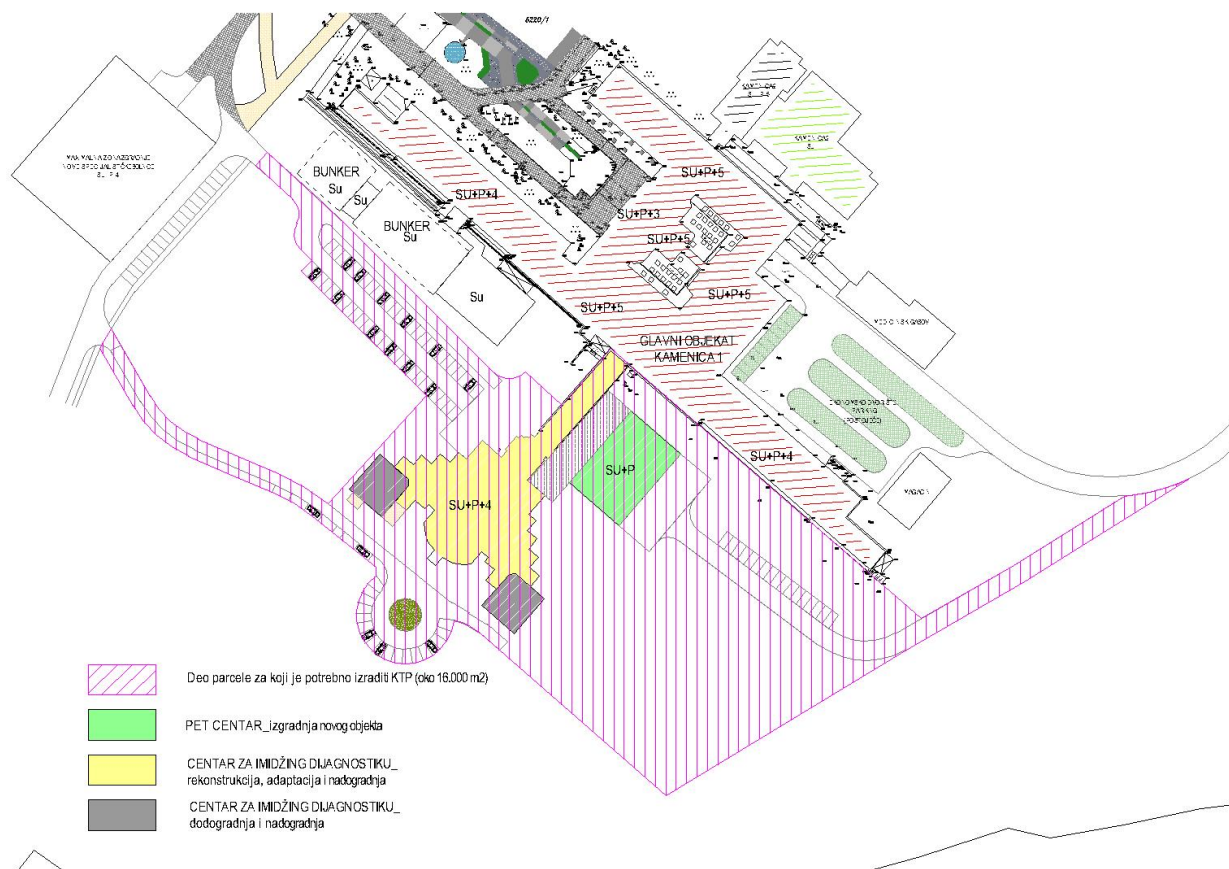 6220/1
BUNKER
Su
Su
BUNKER
Su
Su
SU+P+4
SU+P+5
SU+P+3
SU+P+5
SU+P+5
SU+P+5
GLAVNI OBJEKAT
KAMENICA 1
SU+P
SU+P+4
SU+P+4
Deo parcele za koji je potrebno izraditi KTP (oko 16.000 m2)
PET CENTAR_izgradnja novog objekta
CENTAR ZA IMIDŽING DIJAGNOSTIKU_
rekonstrukcija, adaptacija i nadogradnja
CENTAR ZA IMIDŽING DIJAGNOSTIKU_
dodogradnja i nadogradnja